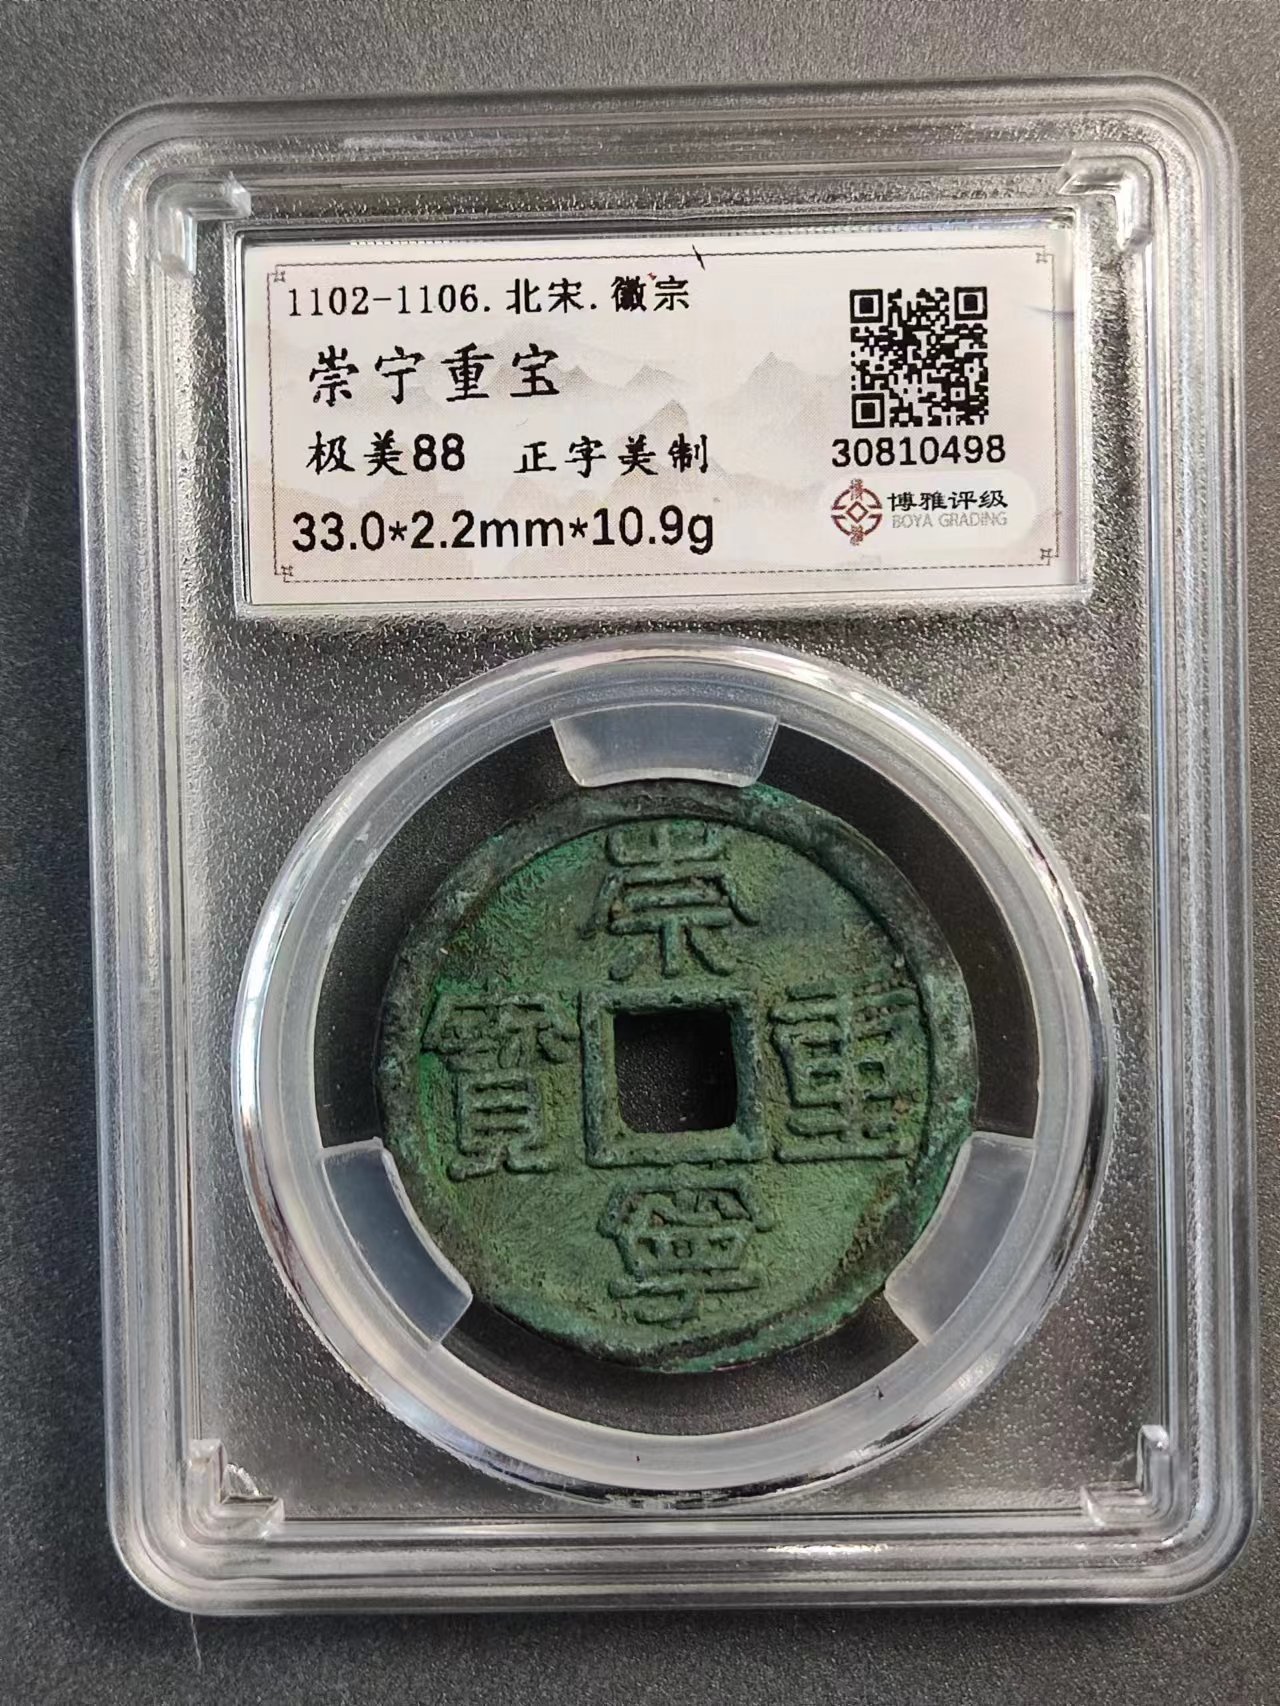 1102-1106.北宋.徽宗
崇宁重宝
极美88 正字美制
33.0*2.2mm*10.9g
30810498
博雅评级
BOYA GRADING
崇
寶 重
寧